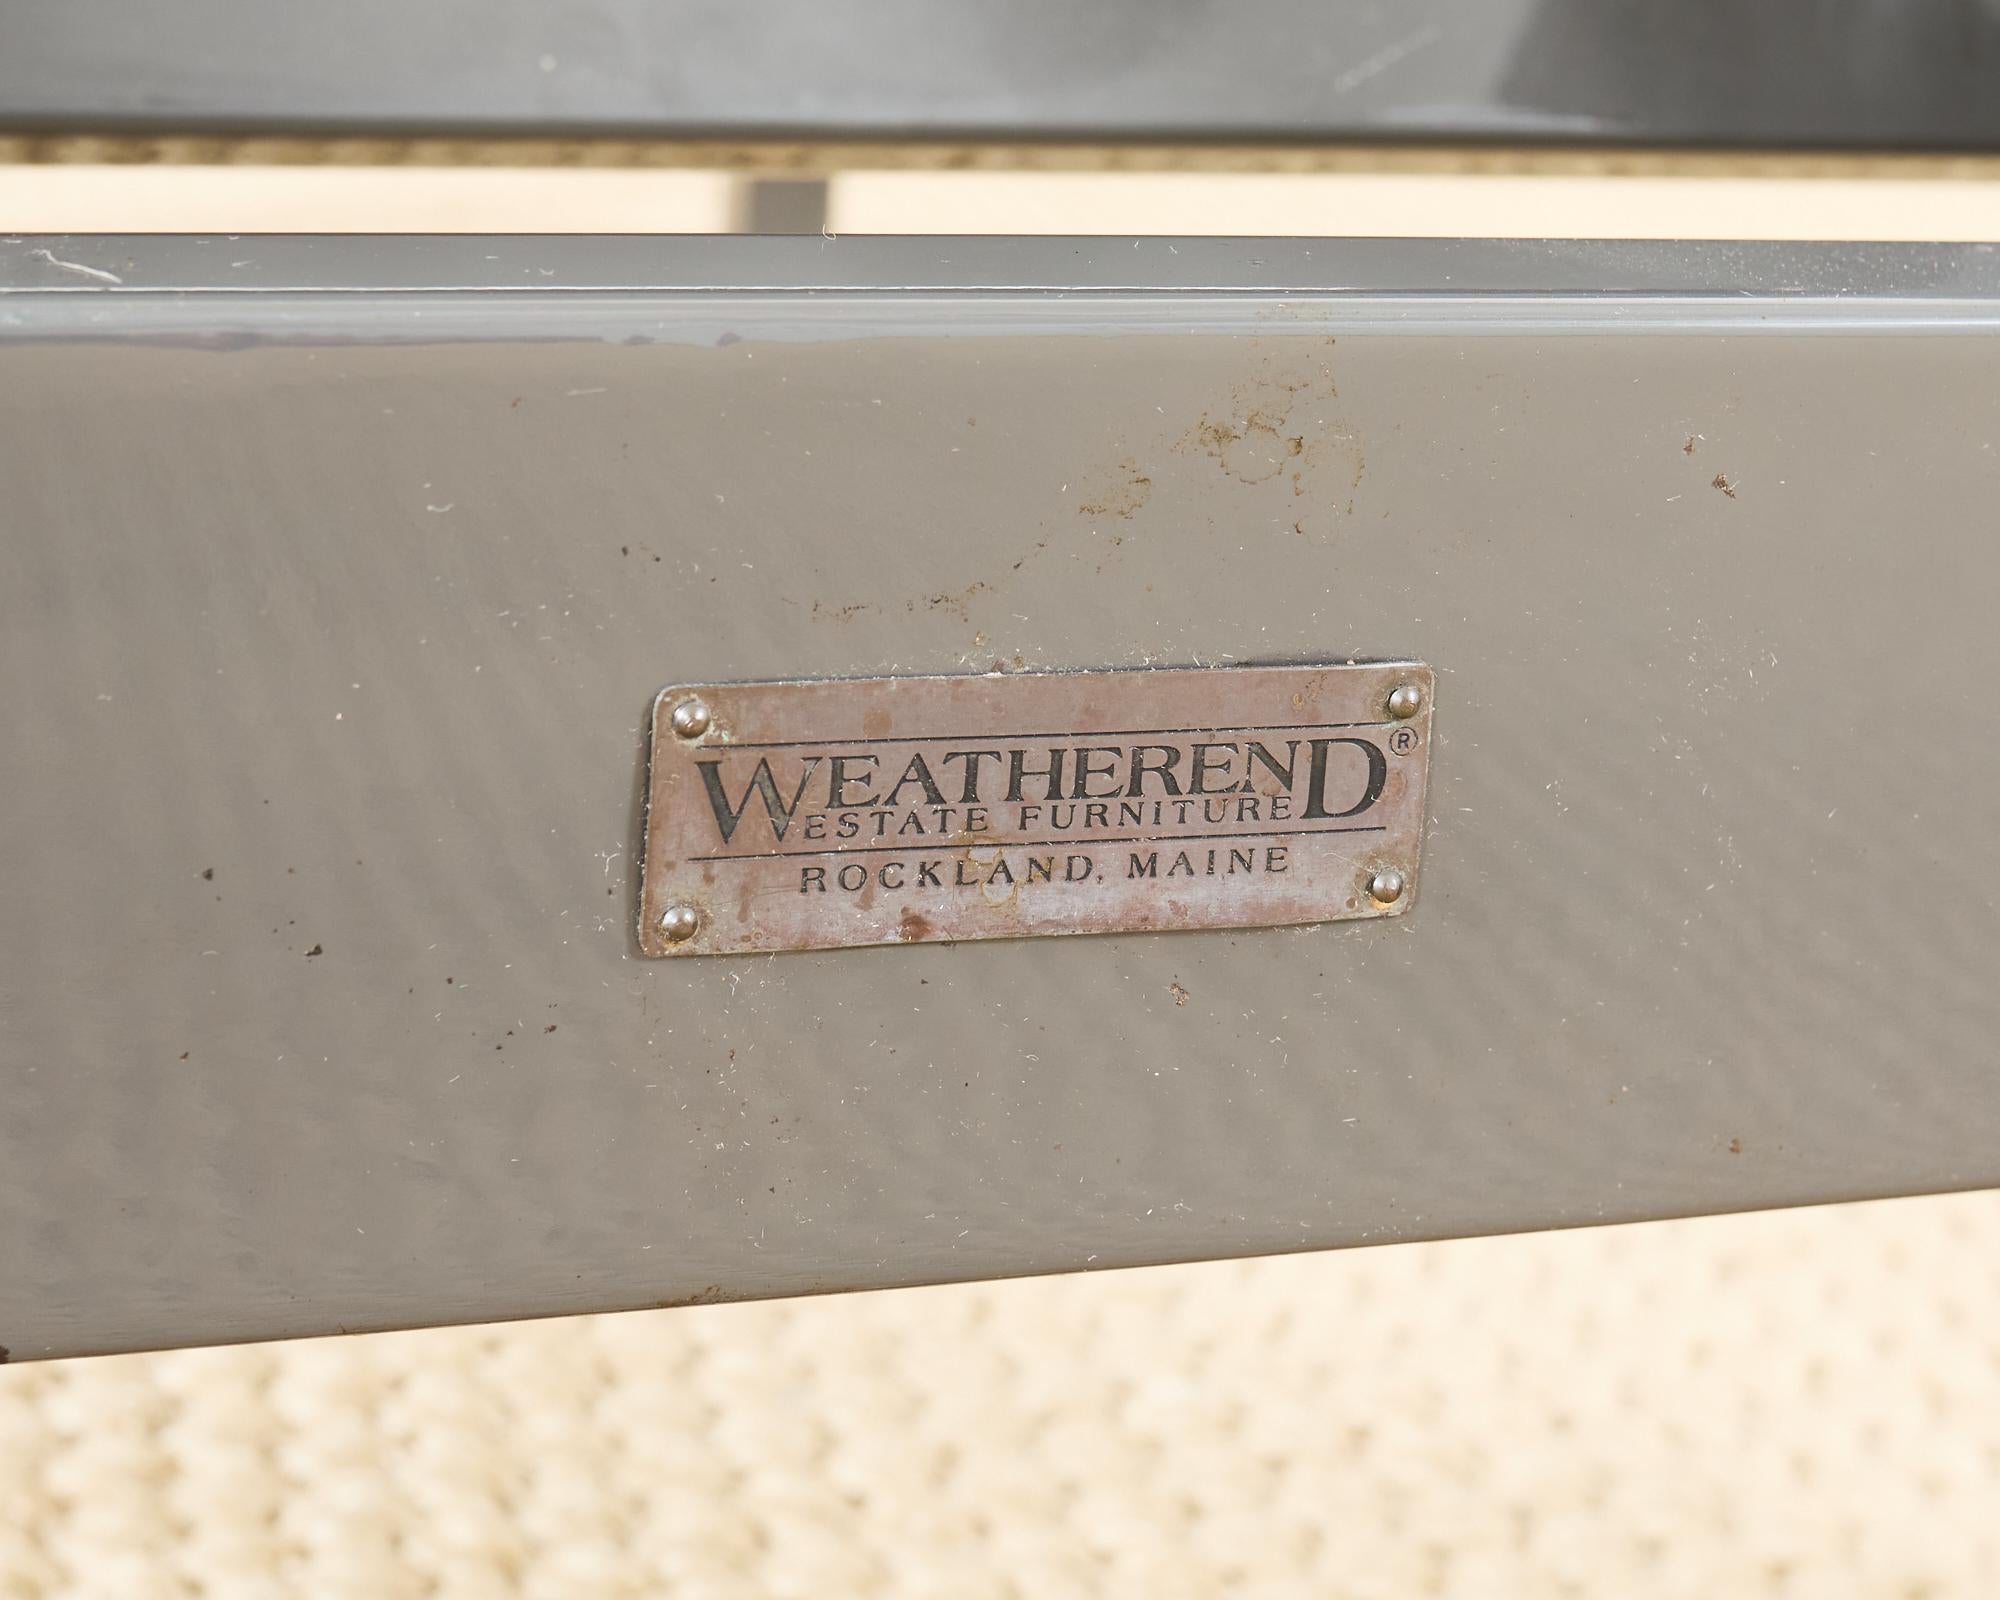 WEATHEREND®
ESTATE FURNITURE
ROCKLAND, MAINE